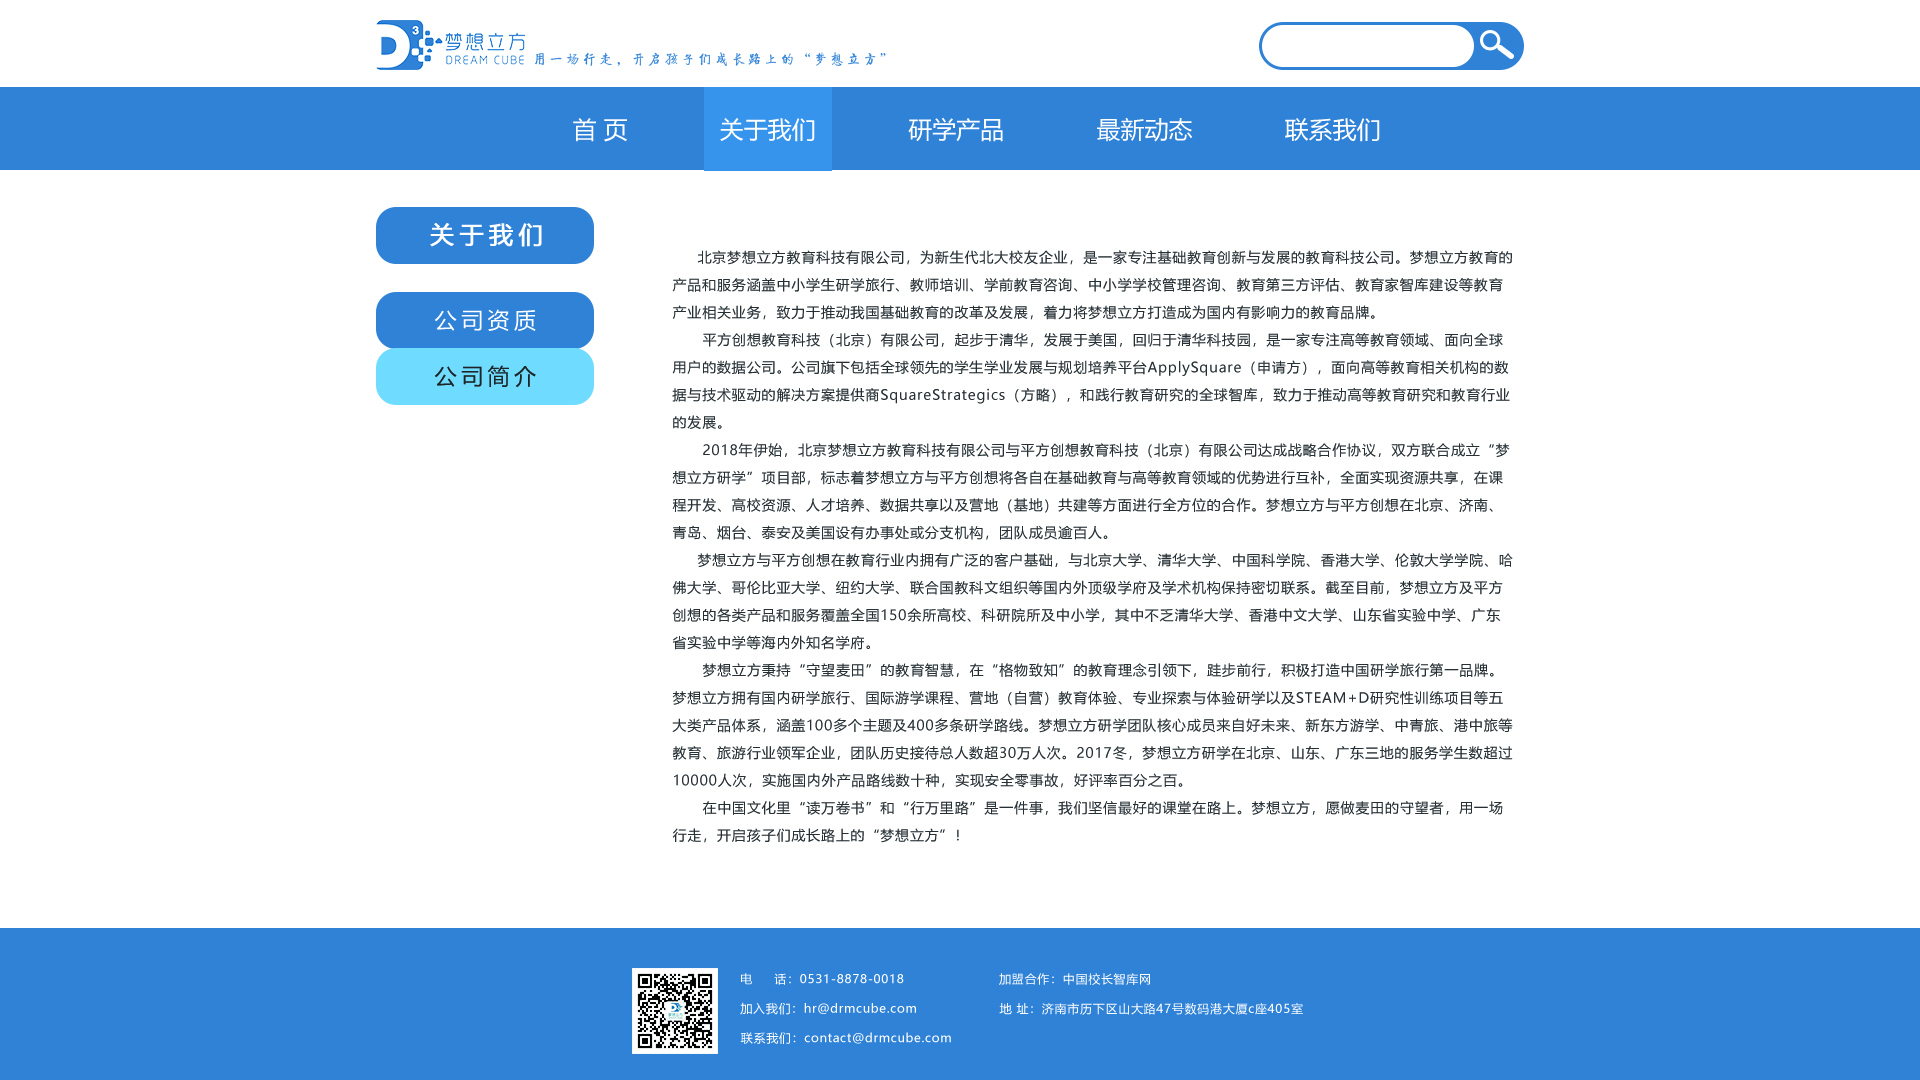 D3 梦想立方
DREAM CUBE 用一场行走，开启孩子们成长路上的“梦想立方”
首 页 关于我们 研学产品 最新动态 联系我们
关于我们
公司资质
公司简介
北京梦想立方教育科技有限公司，为新生代北大校友企业，是一家专注基础教育创新与发展的教育科技公司。梦想立方教育的
产品和服务涵盖中小学生研学旅行、教师培训、学前教育咨询、中小学学校管理咨询、教育第三方评估、教育家智库建设等教育
产业相关业务，致力于推动我国基础教育的改革及发展，着力将梦想立方打造成为国内有影响力的教育品牌。
平方创想教育科技（北京）有限公司，起步于清华，发展于美国，回归于清华科技园，是一家专注高等教育领域、面向全球
用户的数据公司。公司旗下包括全球领先的学生学业发展与规划培养平台ApplySquare（申请方），面向高等教育相关机构的数
据与技术驱动的解决方案提供商SquareStrategics（方略），和践行教育研究的全球智库，致力于推动高等教育研究和教育行业
的发展。
2018年伊始，北京梦想立方教育科技有限公司与平方创想教育科技（北京）有限公司达成战略合作协议，双方联合成立“梦
想立方研学”项目部，标志着梦想立方与平方创想将各自在基础教育与高等教育领域的优势进行互补，全面实现资源共享，在课
程开发、高校资源、人才培养、数据共享以及营地（基地）共建等方面进行全方位的合作。梦想立方与平方创想在北京、济南、
青岛、烟台、泰安及美国设有办事处或分支机构，团队成员逾百人。
梦想立方与平方创想在教育行业内拥有广泛的客户基础，与北京大学、清华大学、中国科学院、香港大学、伦敦大学学院、哈
佛大学、哥伦比亚大学、纽约大学、联合国教科文组织等国内外顶级学府及学术机构保持密切联系。截至目前，梦想立方及平方
创想的各类产品和服务覆盖全国150余所高校、科研院所及中小学，其中不乏清华大学、香港中文大学、山东省实验中学、广东
省实验中学等海内外知名学府。
梦想立方秉持“守望麦田”的教育智慧，在“格物致知”的教育理念引领下，跬步前行，积极打造中国研学旅行第一品牌。
梦想立方拥有国内研学旅行、国际游学课程、营地（自营）教育体验、专业探索与体验研学以及STEAM+D研究性训练项目等五
大类产品体系，涵盖100多个主题及400多条研学路线。梦想立方研学团队核心成员来自好未来、新东方游学、中青旅、港中旅等
教育、旅游行业领军企业，团队历史接待总人数超30万人次。2017冬，梦想立方研学在北京、山东、广东三地的服务学生数超过
10000人次，实施国内外产品路线数十种，实现安全零事故，好评率百分之百。
在中国文化里“读万卷书”和“行万里路”是一件事，我们坚信最好的课堂在路上。梦想立方，愿做麦田的守望者，用一场
行走，开启孩子们成长路上的“梦想立方”！
电 话：0531-8878-0018 加盟合作：中国校长智库网
加入我们：hr@drmcube.com 地 址：济南市历下区山大路47号数码港大厦c座405室
联系我们：contact@drmcube.com